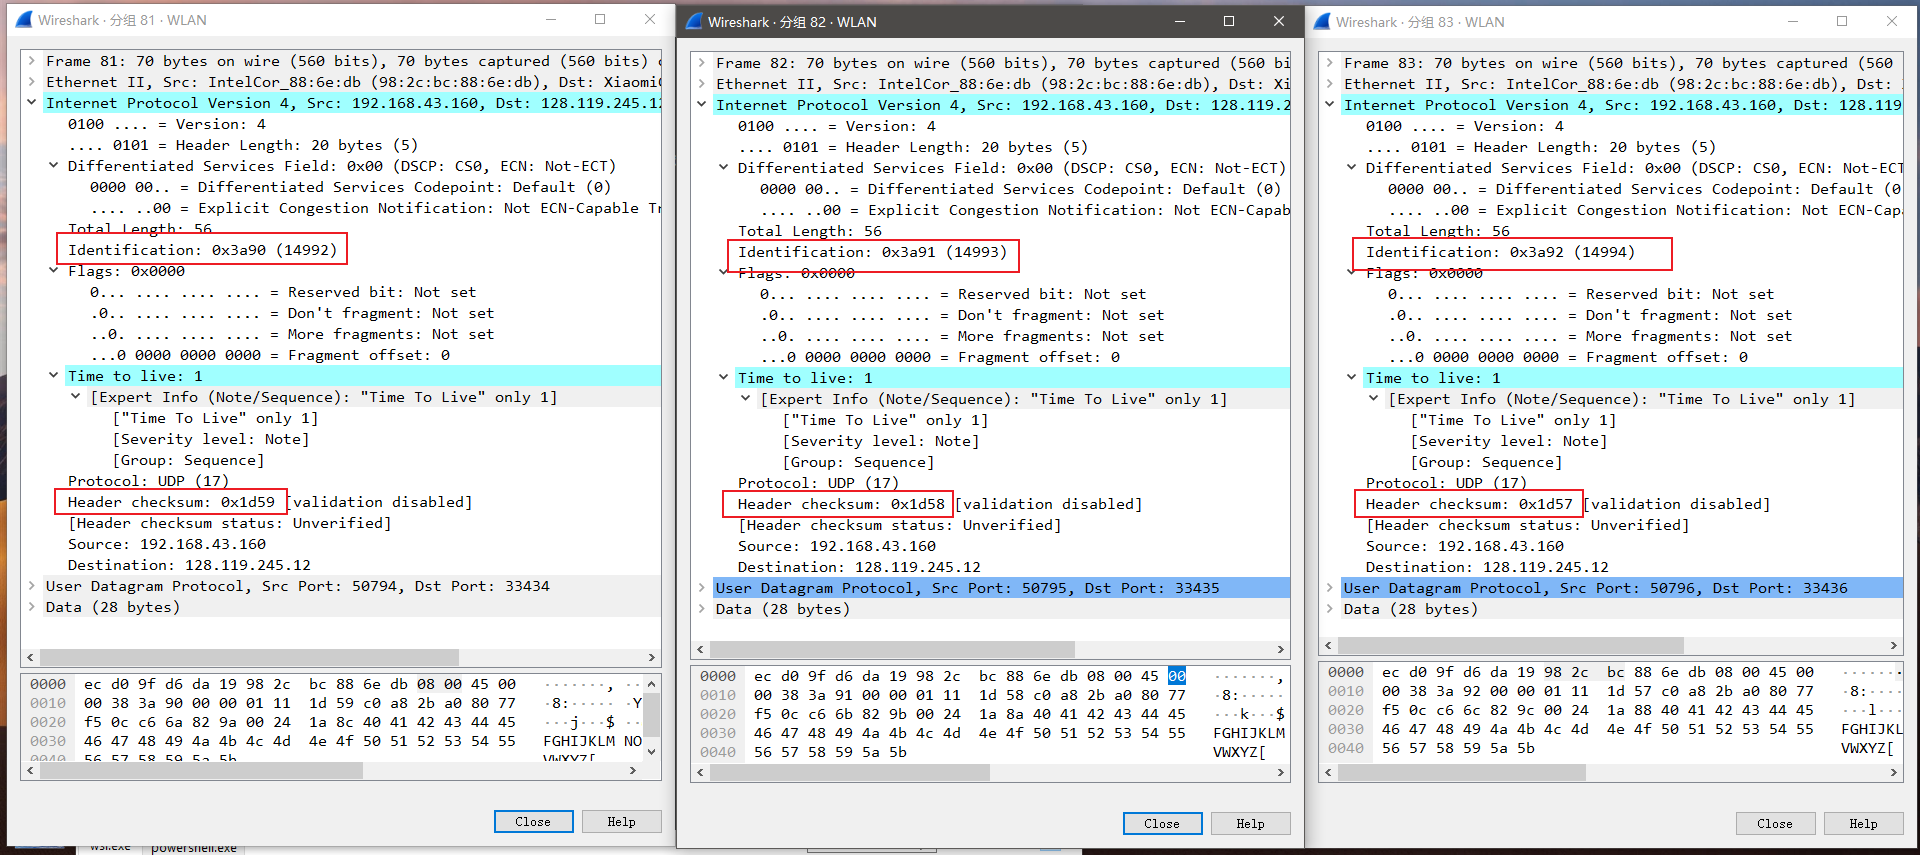 Wireshark · 分组 81 · WLAN
Frame 81: 70 bytes on wire (560 bits), 70 bytes captured (560 bits)
Ethernet II, Src: IntelCor_88:6e:db (98:2c:bc:88:6e:db), Dst: Xiaomi
Internet Protocol Version 4, Src: 192.168.43.160, Dst: 128.119.245.12
0100 .... = Version: 4
.... 0101 = Header Length: 20 bytes (5)
Differentiated Services Field: 0x00 (DSCP: CS0, ECN: Not-ECT)
0000 00.. = Differentiated Services Codepoint: Default (0)
.... ..00 = Explicit Congestion Notification: Not ECN-Capable Tr
Total Length: 56
Identification: 0x3a90 (14992)
Flags: 0x0000
0... .... .... .... = Reserved bit: Not set
.0.. .... .... .... = Don't fragment: Not set
..0. .... .... .... = More fragments: Not set
...0 0000 0000 0000 = Fragment offset: 0
Time to live: 1
[Expert Info (Note/Sequence): "Time To Live" only 1]
["Time To Live" only 1]
[Severity level: Note]
[Group: Sequence]
Protocol: UDP (17)
Header checksum: 0x1d59 [validation disabled]
[Header checksum status: Unverified]
Source: 192.168.43.160
Destination: 128.119.245.12
User Datagram Protocol, Src Port: 50794, Dst Port: 33434
Data (28 bytes)
0000 ec d0 9f d6 da 19 98 2c bc 88 6e db 08 00 45 00 ·······,
0010 00 38 3a 90 00 00 01 11 1d 59 c0 a8 2b a0 80 77 ·8:····· ·Y
0020 f5 0c c6 6a 82 9a 00 24 1a 8c 40 41 42 43 44 45 ···j···$
0030 46 47 48 49 4a 4b 4c 4d 4e 4f 50 51 52 53 54 55 FGHIJKLM NO
0040 56 57 58 59 5a 5b VWXYZ[
Close
Help
wsl.exe
powershell.exe
Wireshark · 分组 82 · WLAN
Frame 82: 70 bytes on wire (560 bits), 70 bytes captured (560 bi
Ethernet II, Src: IntelCor_88:6e:db (98:2c:bc:88:6e:db), Dst: Xi
Internet Protocol Version 4, Src: 192.168.43.160, Dst: 128.119.2
0100 .... = Version: 4
.... 0101 = Header Length: 20 bytes (5)
Differentiated Services Field: 0x00 (DSCP: CS0, ECN: Not-ECT)
0000 00.. = Differentiated Services Codepoint: Default (0)
.... ..00 = Explicit Congestion Notification: Not ECN-Capab
Total Length: 56
Identification: 0x3a91 (14993)
Flags: 0x0000
0... .... .... .... = Reserved bit: Not set
.0.. .... .... .... = Don't fragment: Not set
..0. .... .... .... = More fragments: Not set
...0 0000 0000 0000 = Fragment offset: 0
Time to live: 1
[Expert Info (Note/Sequence): "Time To Live" only 1]
["Time To Live" only 1]
[Severity level: Note]
[Group: Sequence]
Protocol: UDP (17)
Header checksum: 0x1d58 [validation disabled]
[Header checksum status: Unverified]
Source: 192.168.43.160
Destination: 128.119.245.12
User Datagram Protocol, Src Port: 50795, Dst Port: 33435
Data (28 bytes)
0000 ec d0 9f d6 da 19 98 2c bc 88 6e db 08 00 45 00 ·······,
0010 00 38 3a 91 00 00 01 11 1d 58 c0 a8 2b a0 80 77 ·8:·····
0020 f5 0c c6 6b 82 9b 00 24 1a 8a 40 41 42 43 44 45 ···k···$
0030 46 47 48 49 4a 4b 4c 4d 4e 4f 50 51 52 53 54 55 FGHIJKLM
0040 56 57 58 59 5a 5b VWXYZ[
Close
Help
Wireshark · 分组 83 · WLAN
Frame 83: 70 bytes on wire (560 bits), 70 bytes captured (560
Ethernet II, Src: IntelCor_88:6e:db (98:2c:bc:88:6e:db), Dst:
Internet Protocol Version 4, Src: 192.168.43.160, Dst: 128.119
0100 .... = Version: 4
.... 0101 = Header Length: 20 bytes (5)
Differentiated Services Field: 0x00 (DSCP: CS0, ECN: Not-ECT
0000 00.. = Differentiated Services Codepoint: Default (0
.... ..00 = Explicit Congestion Notification: Not ECN-Cap
Total Length: 56
Identification: 0x3a92 (14994)
Flags: 0x0000
0... .... .... .... = Reserved bit: Not set
.0.. .... .... .... = Don't fragment: Not set
..0. .... .... .... = More fragments: Not set
...0 0000 0000 0000 = Fragment offset: 0
Time to live: 1
[Expert Info (Note/Sequence): "Time To Live" only 1]
["Time To Live" only 1]
[Severity level: Note]
[Group: Sequence]
Protocol: UDP (17)
Header checksum: 0x1d57 [validation disabled]
[Header checksum status: Unverified]
Source: 192.168.43.160
Destination: 128.119.245.12
User Datagram Protocol, Src Port: 50796, Dst Port: 33436
Data (28 bytes)
0000 ec d0 9f d6 da 19 98 2c bc 88 6e db 08 00 45 00 ·······
0010 00 38 3a 92 00 00 01 11 1d 57 c0 a8 2b a0 80 77 ·8:·····
0020 f5 0c c6 6c 82 9c 00 24 1a 88 40 41 42 43 44 45 ···l····
0030 46 47 48 49 4a 4b 4c 4d 4e 4f 50 51 52 53 54 55 FGHIJKLM
0040 56 57 58 59 5a 5b VWXYZ[
Close
Help